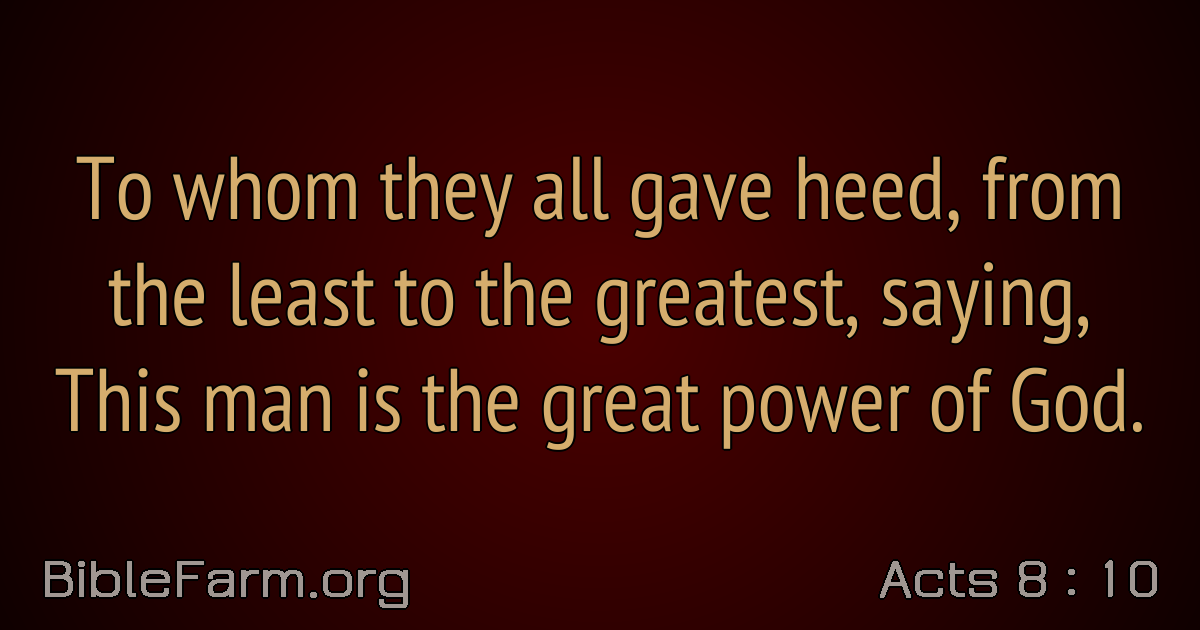 To whom they all gave heed, from
the least to the greatest, saying,
This man is the great power of God.
BibleFarm.org
Acts 8 : 10